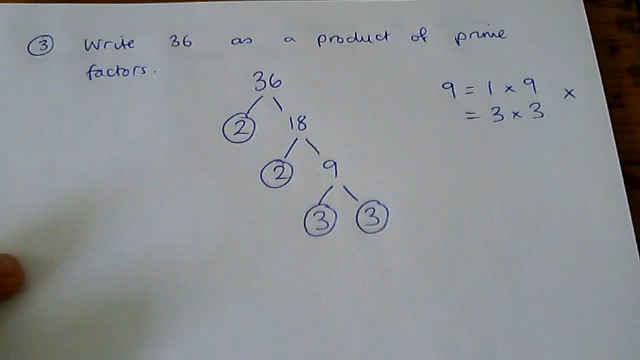 ③ Write 36 as a product of prime
factors.
36
2 18
2 9
3 3
9 = 1 × 9 ×
= 3 × 3